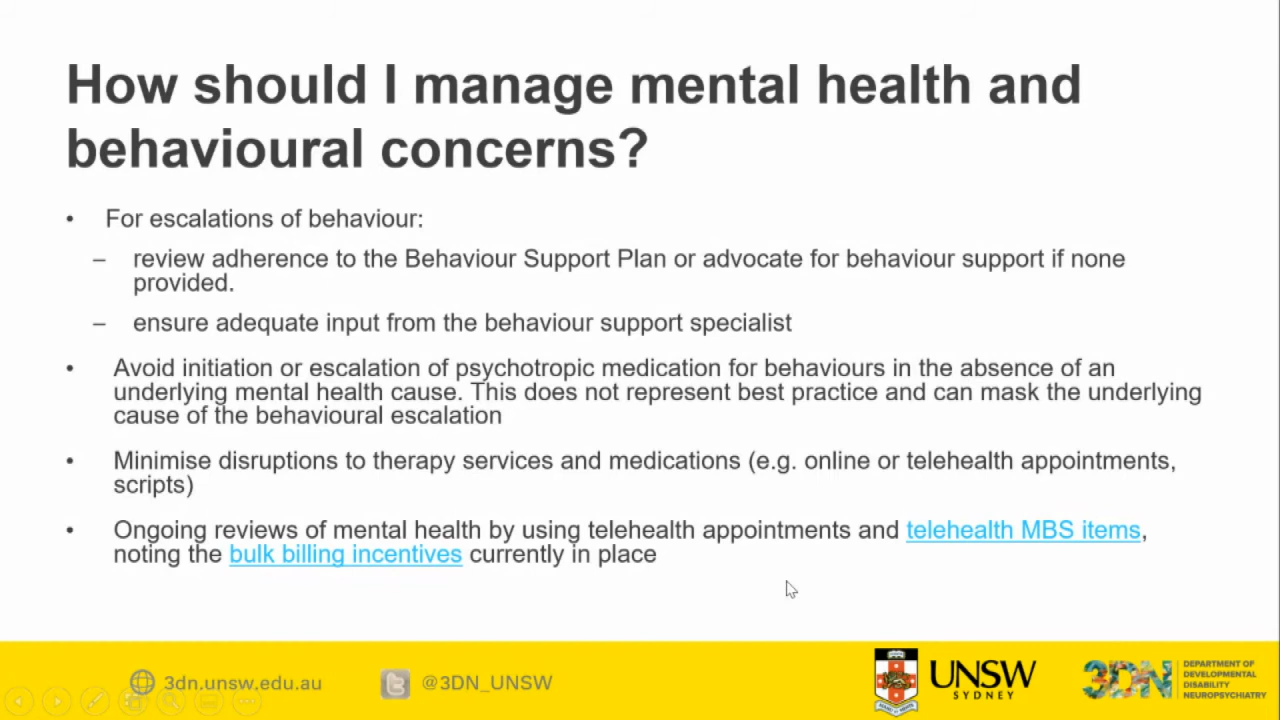 How should I manage mental health and
behavioural concerns?
• For escalations of behaviour:
– review adherence to the Behaviour Support Plan or advocate for behaviour support if none
provided.
– ensure adequate input from the behaviour support specialist
• Avoid initiation or escalation of psychotropic medication for behaviours in the absence of an
underlying mental health cause. This does not represent best practice and can mask the underlying
cause of the behavioural escalation
• Minimise disruptions to therapy services and medications (e.g. online or telehealth appointments,
scripts)
• Ongoing reviews of mental health by using telehealth appointments and telehealth MBS items,
noting the bulk billing incentives currently in place
3dn.unsw.edu.au
@3DN_UNSW
UNSW
SYDNEY
3DN
DEPARTMENT OF
DEVELOPMENTAL
DISABILITY
NEUROPSYCHIATRY